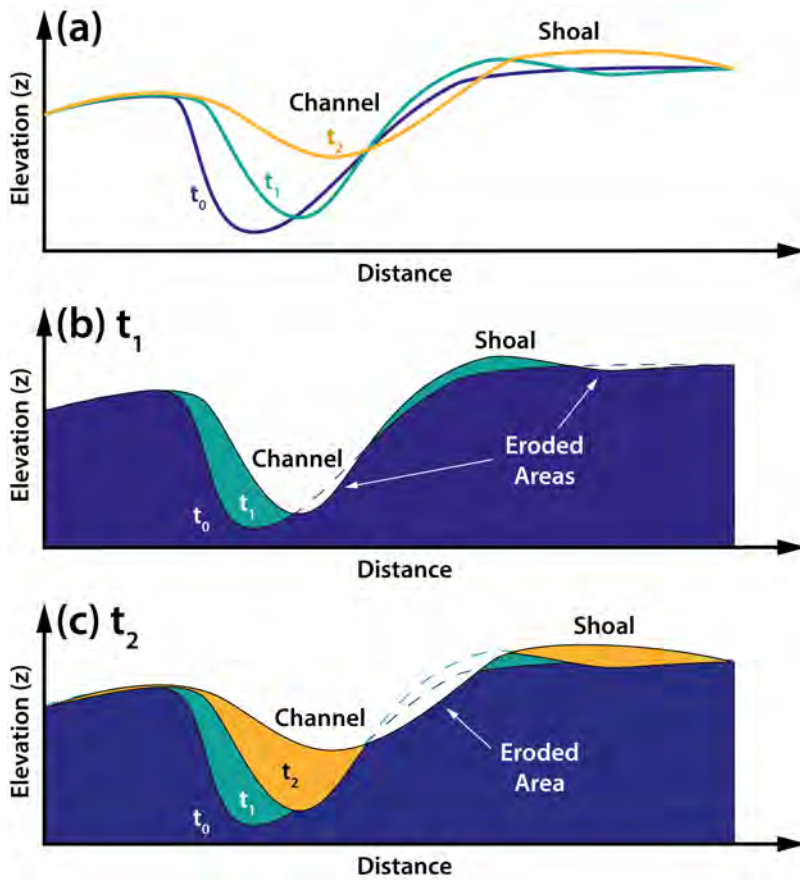 (a)
Shoal
Channel
t₂
t₁
t₀
Elevation (z)
Distance
(b) t₁
Shoal
Channel
Eroded
Areas
t₁
t₀
Elevation (z)
Distance
(c) t₂
Shoal
Channel
Eroded
Area
t₂
t₁
t₀
Elevation (z)
Distance